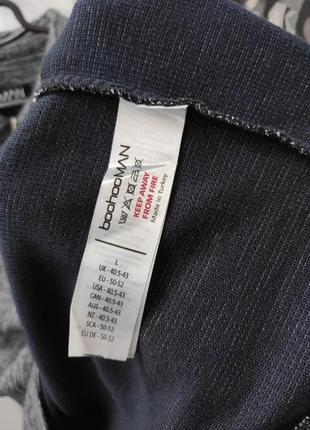 boohooMAN
KEEP AWAY
FROM FIRE
Made in Turkey
L
UK - 40.5-43
EU - 50-52
USA - 40.5-43
CAN - 40.5-43
AUS - 40.5-43
NZ - 40.5-43
SCA - 50-52
EU DE - 50-52
MAN